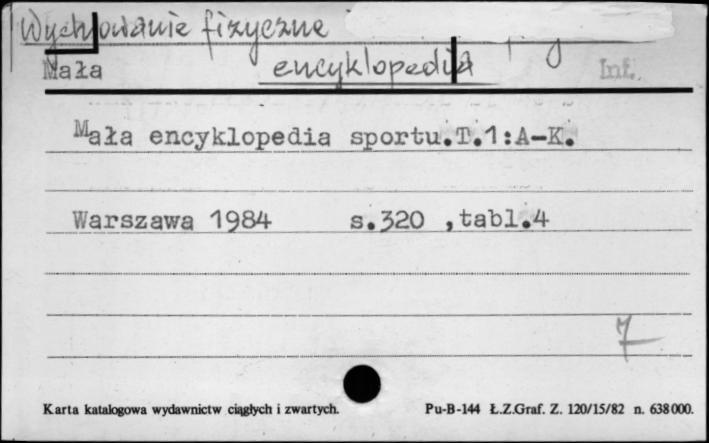 Wychowanie fizyczne
Mała encyklopedia Inf.
Mała encyklopedia sportu.T.1:A-K.
Warszawa 1984 s.320 ,tabl.4
7
Karta katalogowa wydawnictw ciągłych i zwartych. Pu-B-144 Ł.Z.Graf. Z. 120/15/82 n. 638000.